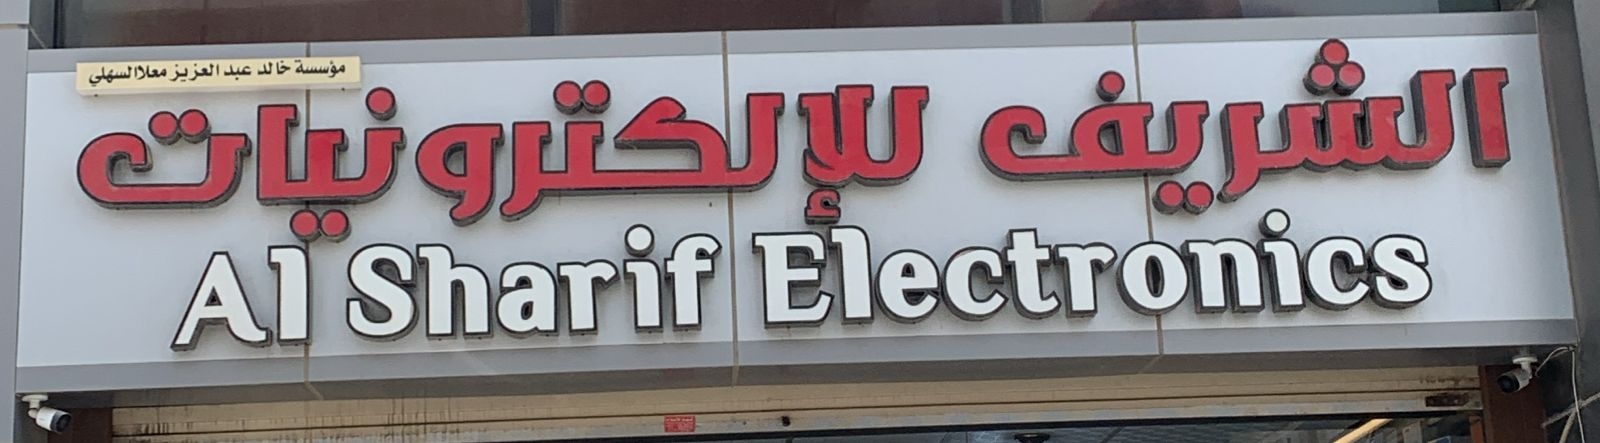 مؤسسة خالد عبد العزيز معلا السهلي
الشريف للإلكترونيات
Al Sharif Electronics